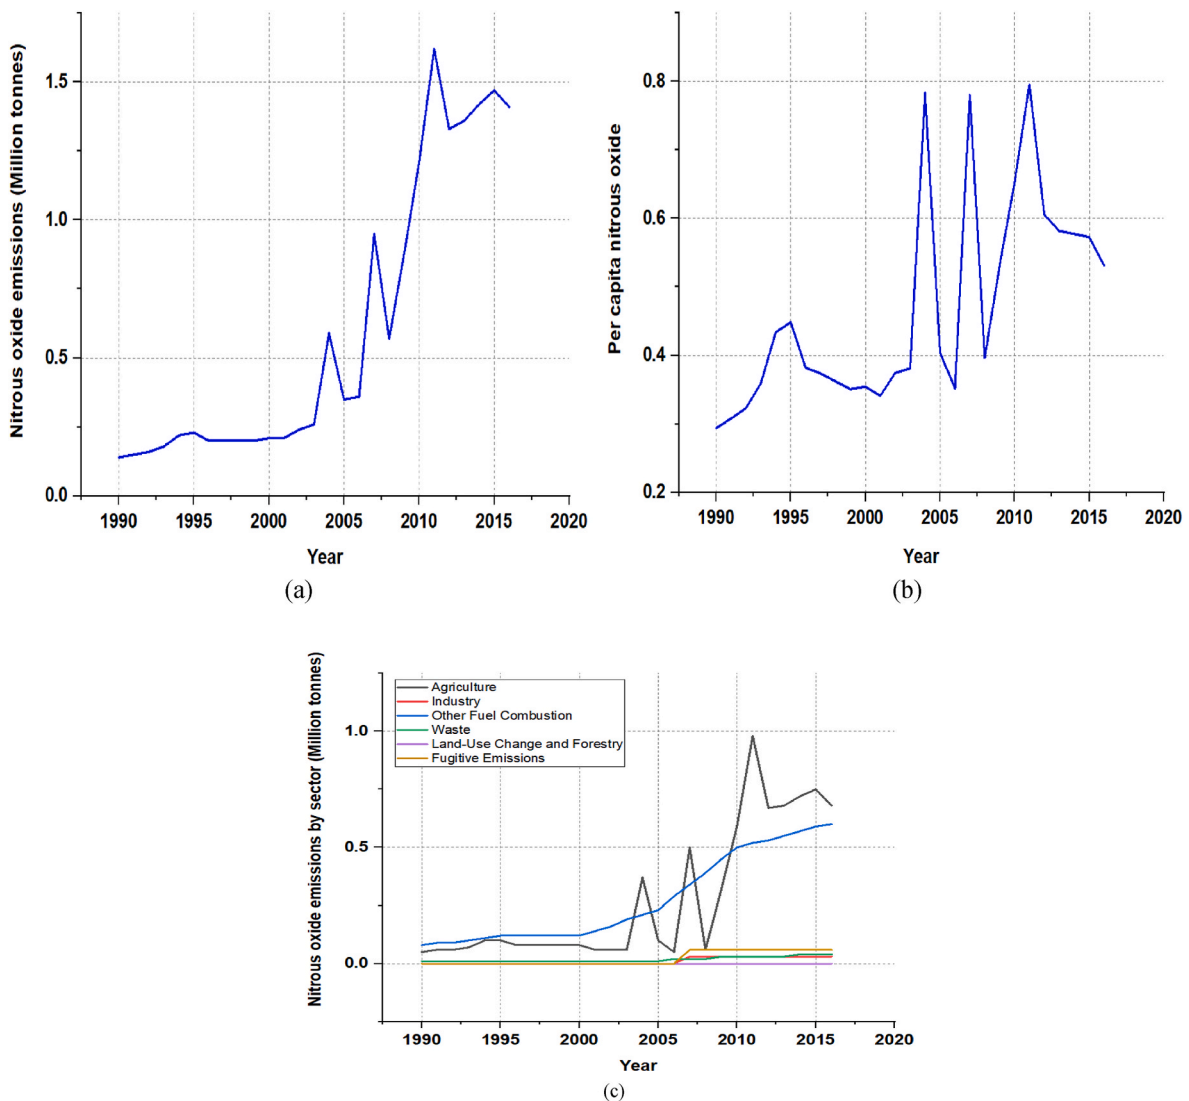 Nitrous oxide emissions (Million tonnes)
1.5
1.0
0.5
0.0
1990 1995 2000 2005 2010 2015 2020
Year
(a)
Per capita nitrous oxide
0.8
0.6
0.4
0.2
1990 1995 2000 2005 2010 2015 2020
Year
(b)
Nitrous oxide emissions by sector (Million tonnes)
Agriculture
Industry
Other Fuel Combustion
Waste
Land-Use Change and Forestry
Fugitive Emissions
1.0
0.5
0.0
1990 1995 2000 2005 2010 2015 2020
Year
(c)